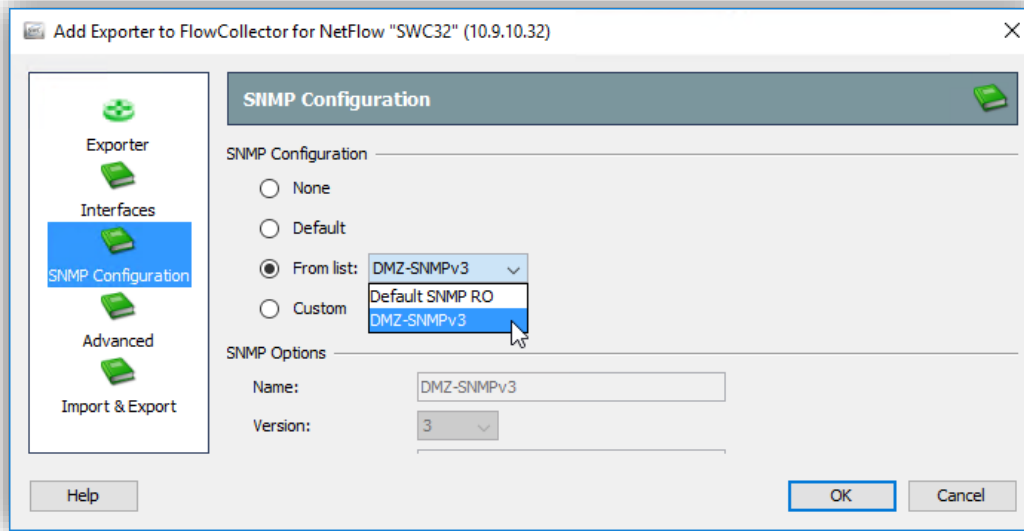 Add Exporter to FlowCollector for NetFlow "SWC32" (10.9.10.32)
Exporter
Interfaces
SNMP Configuration
Advanced
Import & Export
SNMP Configuration
SNMP Configuration
None
Default
From list: DMZ-SNMPv3
Default SNMP RO
DMZ-SNMPv3
Custom
SNMP Options
Name: DMZ-SNMPv3
Version: 3
Help
OK
Cancel